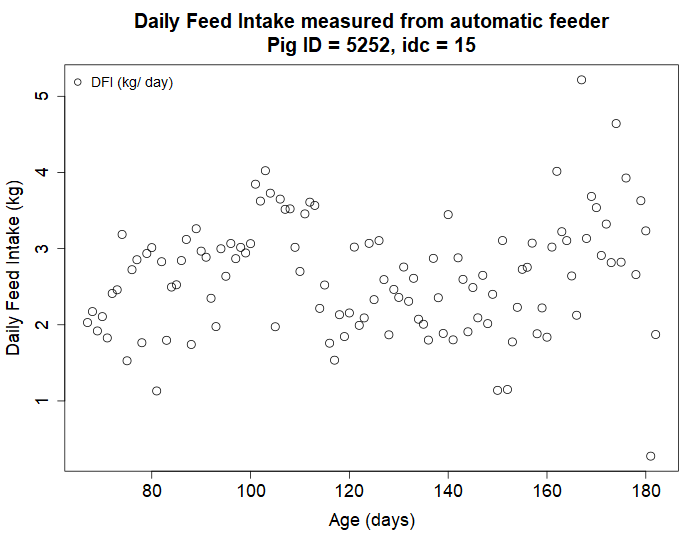 Daily Feed Intake measured from automatic feeder
Pig ID = 5252, idc = 15
DFI (kg/ day)
Daily Feed Intake (kg)
5
4
3
2
1
80 100 120 140 160 180
Age (days)